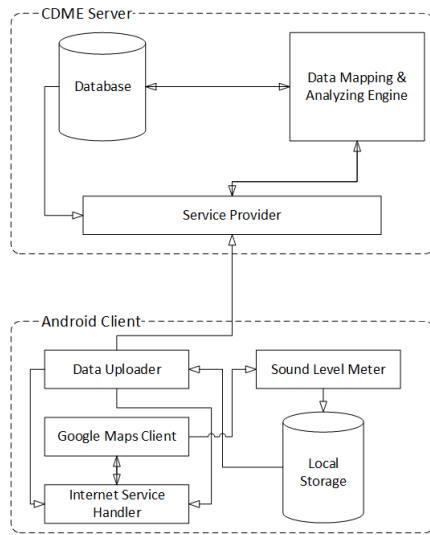 CDME Server
Database
Data Mapping &
Analyzing Engine
Service Provider
Android Client
Data Uploader
Sound Level Meter
Google Maps Client
Local
Storage
Internet Service
Handler